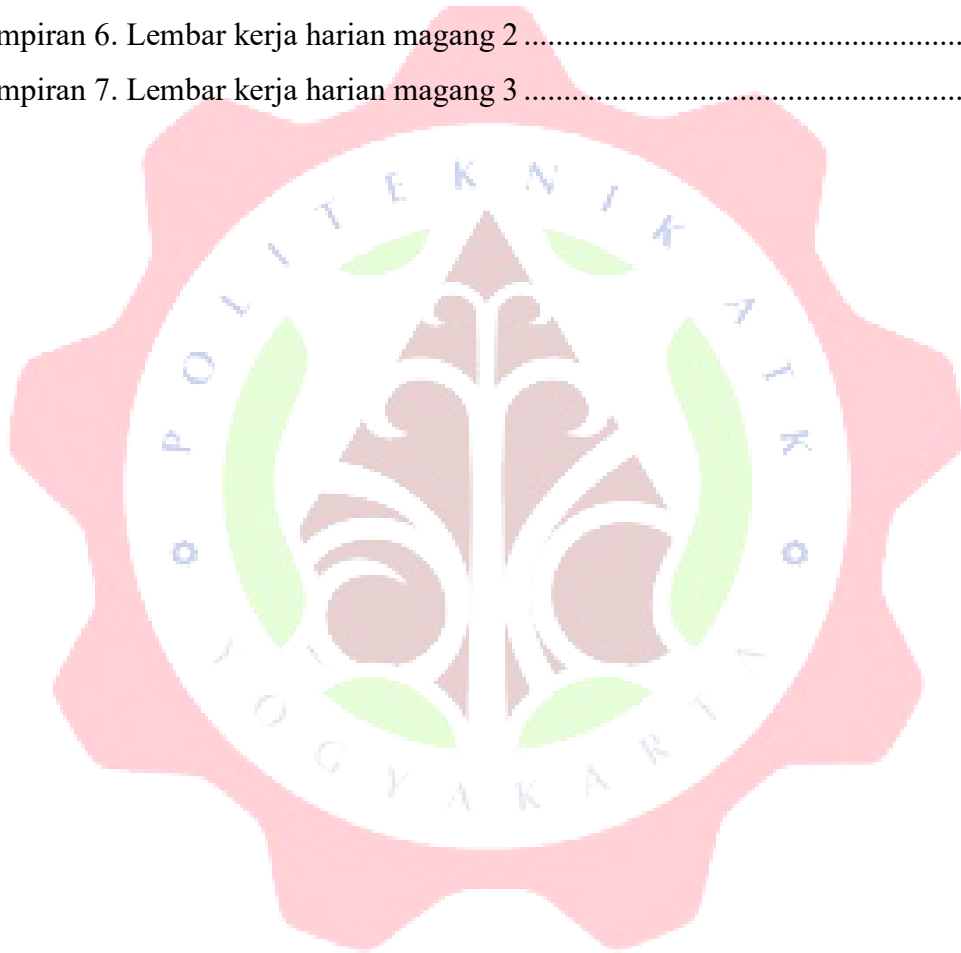 mpiran 6. Lembar kerja harian magang 2 ........................................................
mpiran 7. Lembar kerja harian magang 3 ........................................................
POLITEKNIK ATK
YOGYAKARTA